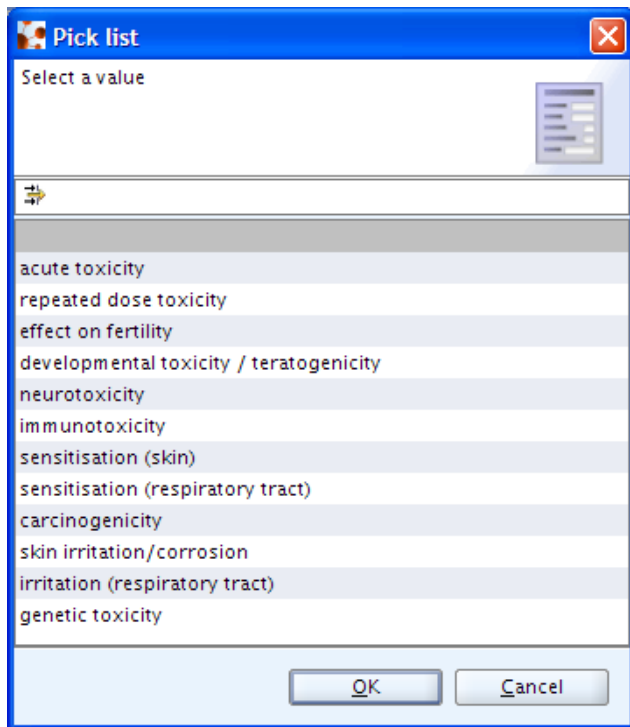 Pick list
Select a value
acute toxicity
repeated dose toxicity
effect on fertility
developmental toxicity / teratogenicity
neurotoxicity
immunotoxicity
sensitisation (skin)
sensitisation (respiratory tract)
carcinogenicity
skin irritation/corrosion
irritation (respiratory tract)
genetic toxicity
OK Cancel